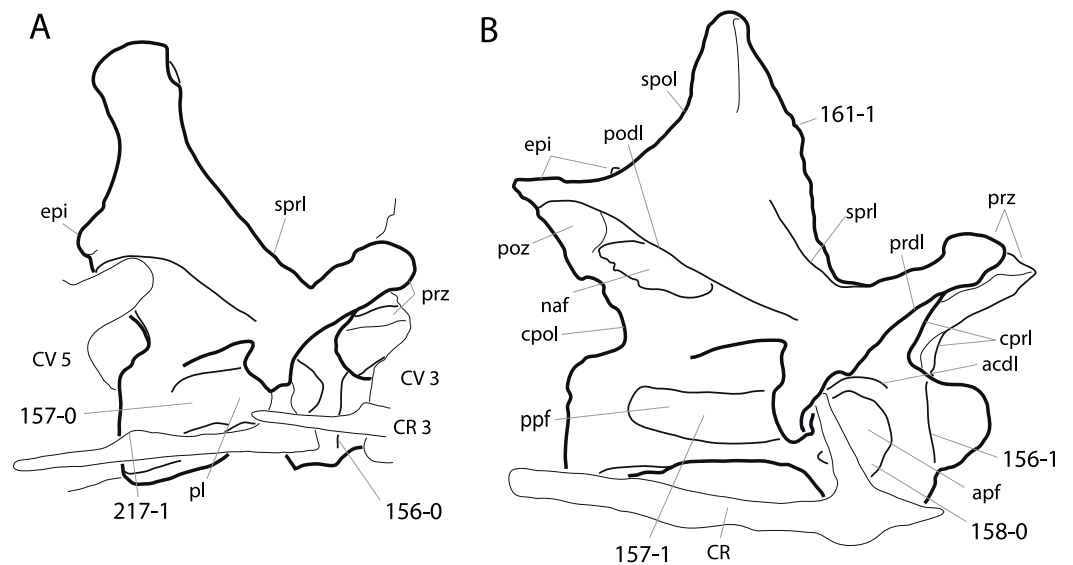 A
epi
sprl
prz
CV 5
CV 3
157-0
CR 3
217-1
pl
156-0
B
spol
161-1
podl
epi
sprl
prz
poz
prdl
naf
cpol
cprl
acdl
ppf
156-1
apf
158-0
157-1
CR